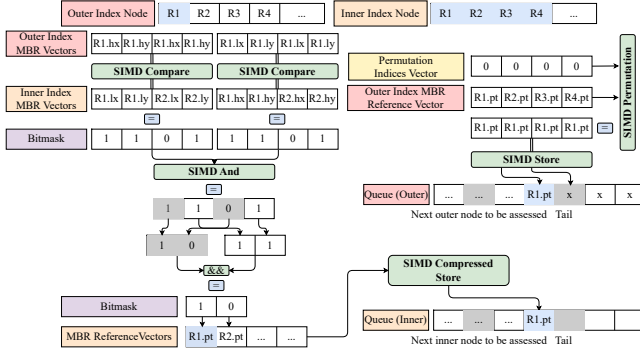 Outer Index Node R1 R2 R3 R4 ... Inner Index Node R1 R2 R3 R4 ...
Outer Index MBR Vectors R1.hx R1.hy R1.hx R1.hy R1.lx R1.ly R1.lx R1.ly
SIMD Compare SIMD Compare
Inner Index MBR Vectors R1.lx R1.ly R2.lx R2.ly R1.hx R1.hy R2.hx R2.hy
= =
Bitmask 1 1 0 1 1 1 0 1
SIMD And
=
1 1 0 1
1 0 1 1
&&
=
Bitmask 1 0
MBR ReferenceVectors R1.pt R2.pt ... ...
Permutation Indices Vector 0 0 0 0
Outer Index MBR Reference Vector R1.pt R2.pt R3.pt R4.pt
SIMD Permutation
R1.pt R1.pt R1.pt R1.pt =
SIMD Store
Queue (Outer) ... ... ... R1.pt x x x
Next outer node to be assessed Tail
SIMD Compressed Store
Queue (Inner) ... ... ... R1.pt
Next inner node to be assessed Tail